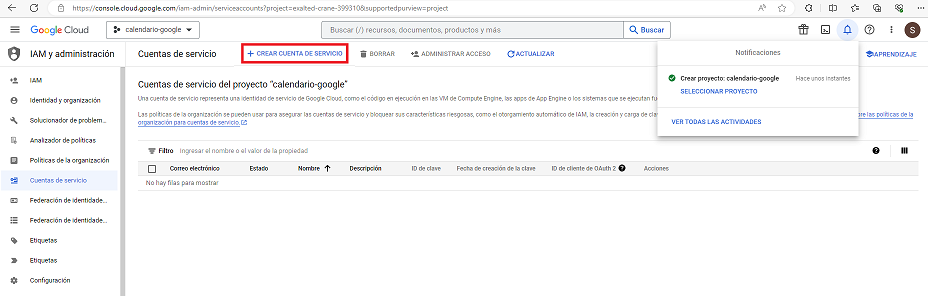 https://console.cloud.google.com/iam-admin/serviceaccounts?project=exalted-crane-399310&supportedpurview=project
Google Cloud
calendario-google
Buscar (/) recursos, documentos, productos y más
Buscar
S
IAM y administración
Cuentas de servicio
CREAR CUENTA DE SERVICIO
BORRAR
ADMINISTRAR ACCESO
ACTUALIZAR
APRENDIZAJE
Notificaciones
Crear proyecto: calendario-google
Hace unos instantes
SELECCIONAR PROYECTO
VER TODAS LAS ACTIVIDADES
IAM
Identidad y organización
Solucionador de problem...
Analizador de políticas
Políticas de la organización
Cuentas de servicio
Federación de identidade...
Federación de identidade...
Etiquetas
Etiquetas
Configuración
Cuentas de servicio del proyecto "calendario-google"
Una cuenta de servicio representa una identidad de servicio de Google Cloud, como el código en ejecución en las VM de Compute Engine, las apps de App Engine o los sistemas que se ejecutan fu
Las políticas de la organización se pueden usar para asegurar las cuentas de servicio y bloquear sus características riesgosas, como el otorgamiento automático de IAM, la creación y carga de cla
re las políticas de la
organización para cuentas de servicio.
Filtro Ingresar el nombre o el valor de la propiedad
Correo electrónico Estado Nombre Descripción ID de clave Fecha de creación de la clave ID de cliente de OAuth 2 Acciones
No hay filas para mostrar